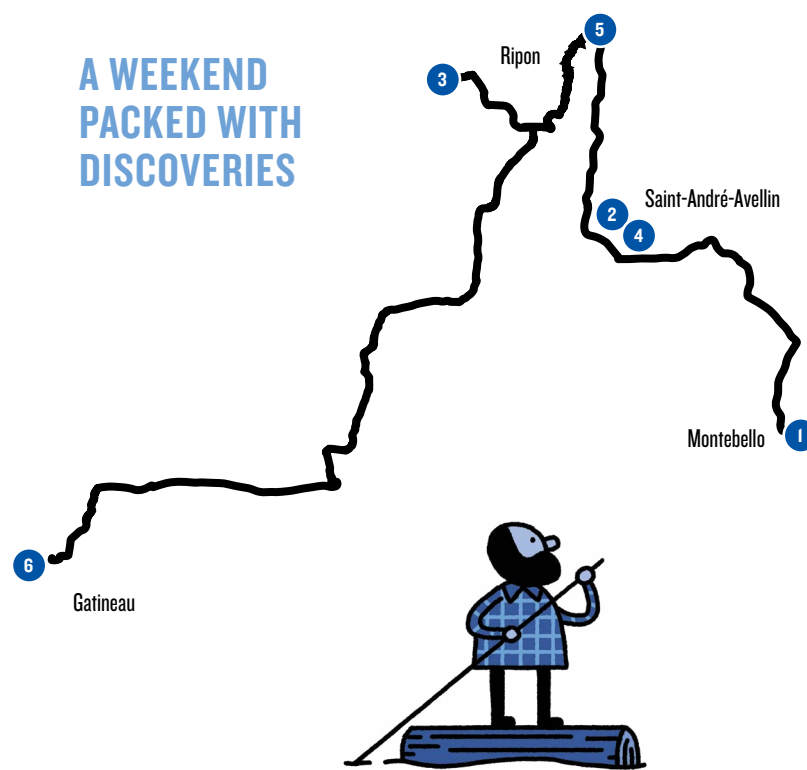 A WEEKEND
PACKED WITH
DISCOVERIES
5
Ripon
3
Saint-André-Avellin
2
4
Montebello
1
6
Gatineau